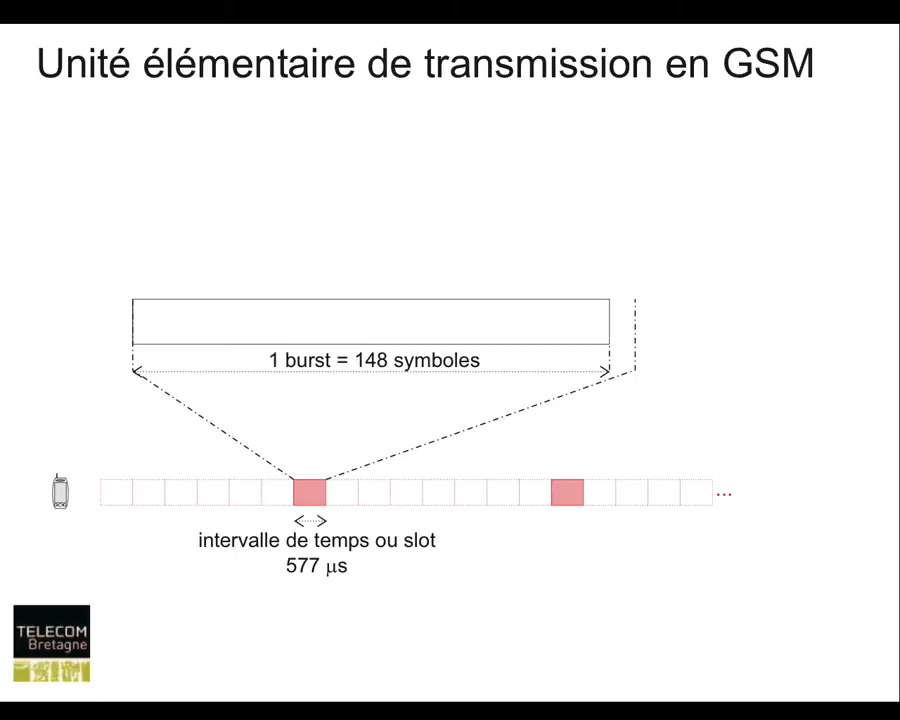 Unité élémentaire de transmission en GSM
1 burst = 148 symboles
...
intervalle de temps ou slot
577 μs
TELECOM
Bretagne